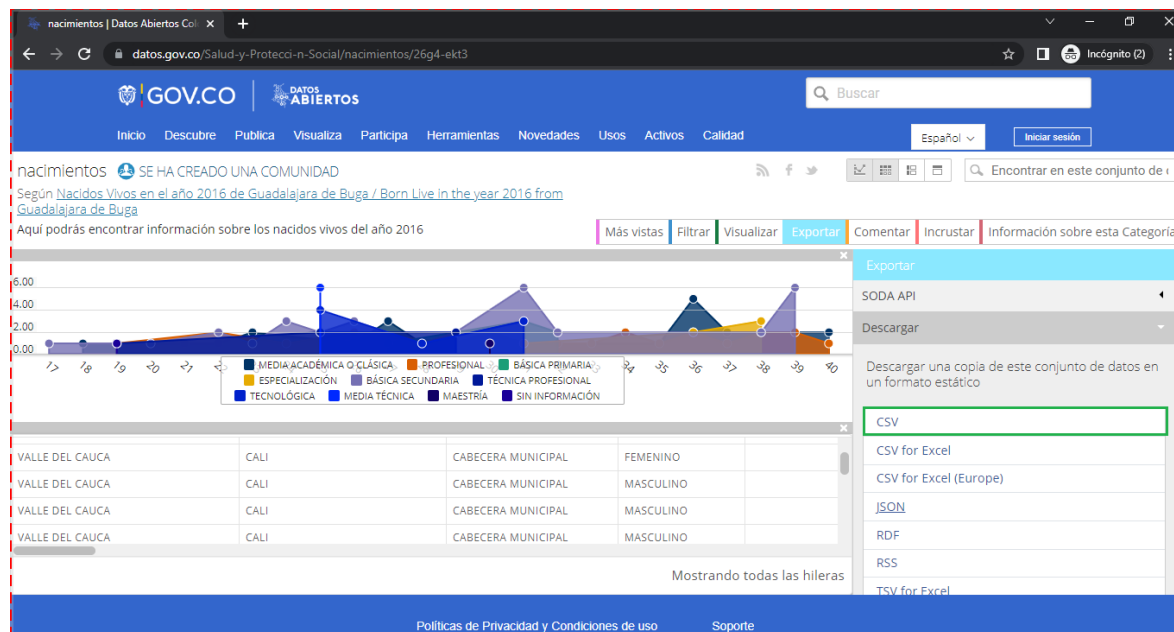 nacimientos | Datos Abiertos Col
datos.gov.co/Salud-y-Protecci-n-Social/nacimientos/26g4-ekt3
Incógnito (2)
GOV.CO
DATOS
ABIERTOS
Buscar
Inicio Descubre Publica Visualiza Participa Herramientas Novedades Usos Activos Calidad
Español
Iniciar sesión
nacimientos SE HA CREADO UNA COMUNIDAD
Encontrar en este conjunto de
Según Nacidos Vivos en el año 2016 de Guadalajara de Buga / Born Live in the year 2016 from
Guadalajara de Buga
Aquí podrás encontrar información sobre los nacidos vivos del año 2016
Más vistas Filtrar Visualizar Exportar Comentar Incrustar Información sobre esta Categoría
6.00
4.00
2.00
0.00
17 18 19 20 21 34 35 36 37 38 39 40
MEDIA ACADÉMICA O CLÁSICA PROFESIONAL BÁSICA PRIMARIA
ESPECIALIZACIÓN BÁSICA SECUNDARIA TÉCNICA PROFESIONAL
TECNOLÓGICA MEDIA TÉCNICA MAESTRÍA SIN INFORMACIÓN
VALLE DEL CAUCA CALI CABECERA MUNICIPAL FEMENINO
VALLE DEL CAUCA CALI CABECERA MUNICIPAL MASCULINO
VALLE DEL CAUCA CALI CABECERA MUNICIPAL MASCULINO
VALLE DEL CAUCA CALI CABECERA MUNICIPAL MASCULINO
Mostrando todas las hileras
Exportar
SODA API
Descargar
Descargar una copia de este conjunto de datos en
un formato estático
CSV
CSV for Excel
CSV for Excel (Europe)
JSON
RDF
RSS
TSV for Excel
Políticas de Privacidad y Condiciones de uso Soporte